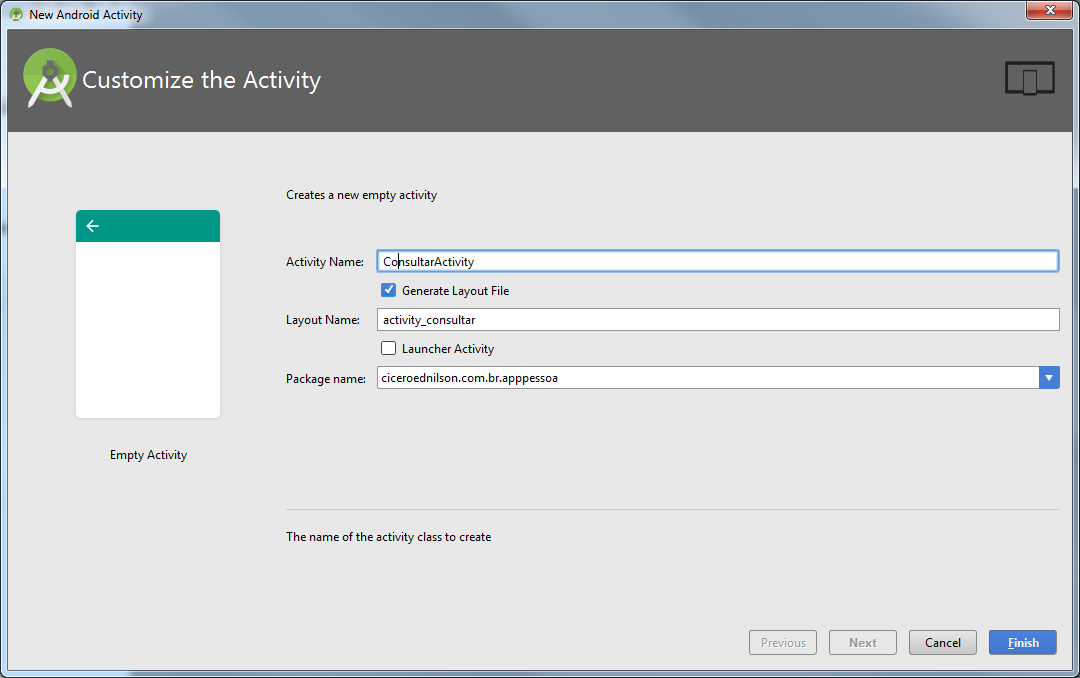 New Android Activity
Customize the Activity
Creates a new empty activity
Activity Name: ConsultarActivity
Generate Layout File
Layout Name: activity_consultar
Launcher Activity
Package name: ciceroednilson.com.br.apppessoa
Empty Activity
The name of the activity class to create
Previous Next Cancel Finish